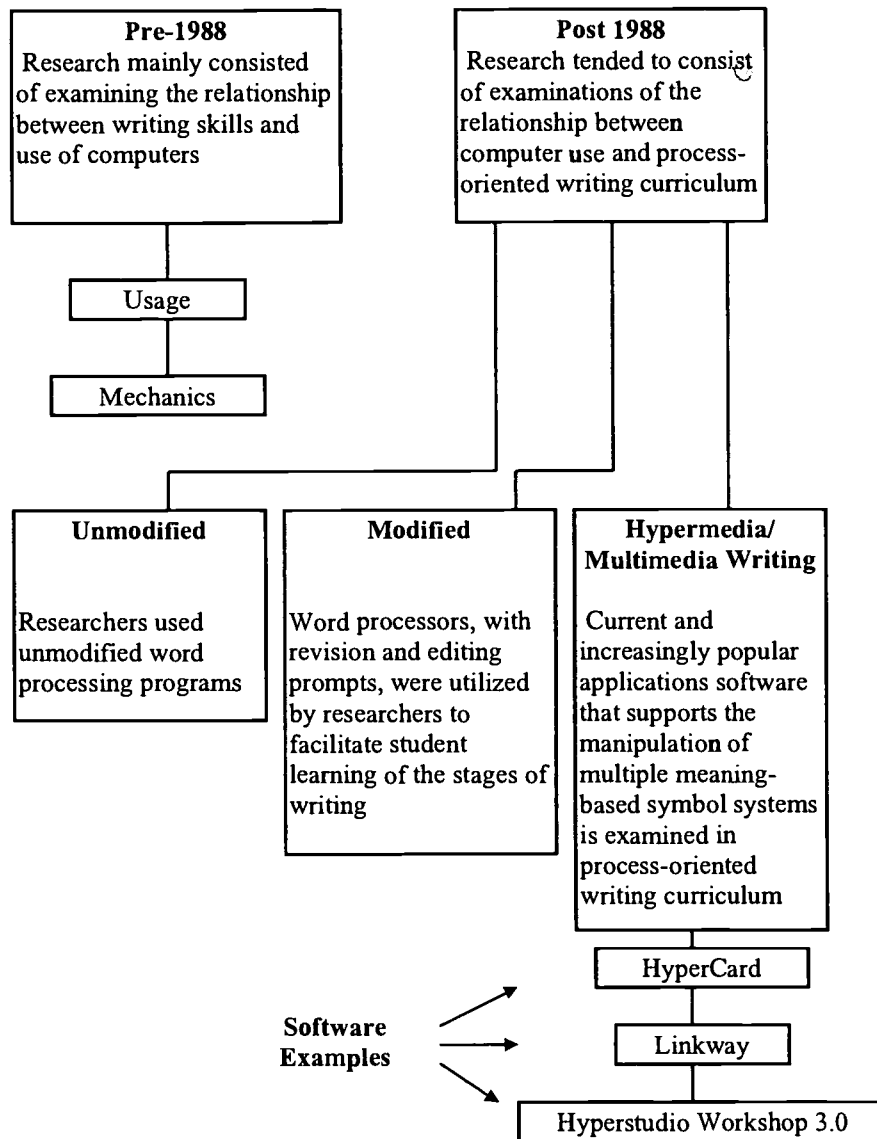 Pre-1988
Research mainly consisted
of examining the relationship
between writing skills and
use of computers
Post 1988
Research tended to consist
of examinations of the
relationship between
computer use and process-
oriented writing curriculum
Usage
Mechanics
Unmodified
Researchers used
unmodified word
processing programs
Modified
Word processors, with
revision and editing
prompts, were utilized
by researchers to
facilitate student
learning of the stages of
writing
Hypermedia/
Multimedia Writing
Current and
increasingly popular
applications software
that supports the
manipulation of
multiple meaning-
based symbol systems
is examined in
process-oriented
writing curriculum
HyperCard
Software
Examples
Linkway
Hyperstudio Workshop 3.0